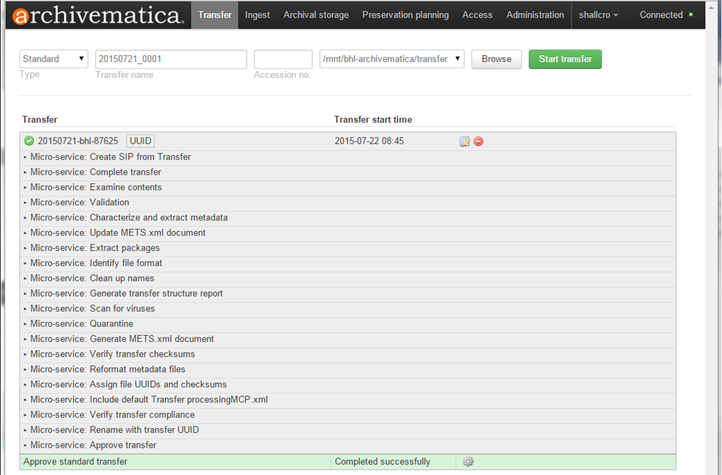 archivematica Transfer Ingest Archival storage Preservation planning Access Administration shallcro Connected
Standard 20150721_0001 /mnt/bhl-archivematica/transfer Browse Start transfer
Type Transfer name Accession no.
Transfer Transfer start time
20150721-bhl-87625 UUID 2015-07-22 08:45
Micro-service: Create SIP from Transfer
Micro-service: Complete transfer
Micro-service: Examine contents
Micro-service: Validation
Micro-service: Characterize and extract metadata
Micro-service: Update METS.xml document
Micro-service: Extract packages
Micro-service: Identify file format
Micro-service: Clean up names
Micro-service: Generate transfer structure report
Micro-service: Scan for viruses
Micro-service: Quarantine
Micro-service: Generate METS.xml document
Micro-service: Verify transfer checksums
Micro-service: Reformat metadata files
Micro-service: Assign file UUIDs and checksums
Micro-service: Include default Transfer processingMCP.xml
Micro-service: Verify transfer compliance
Micro-service: Rename with transfer UUID
Micro-service: Approve transfer
Approve standard transfer Completed successfully